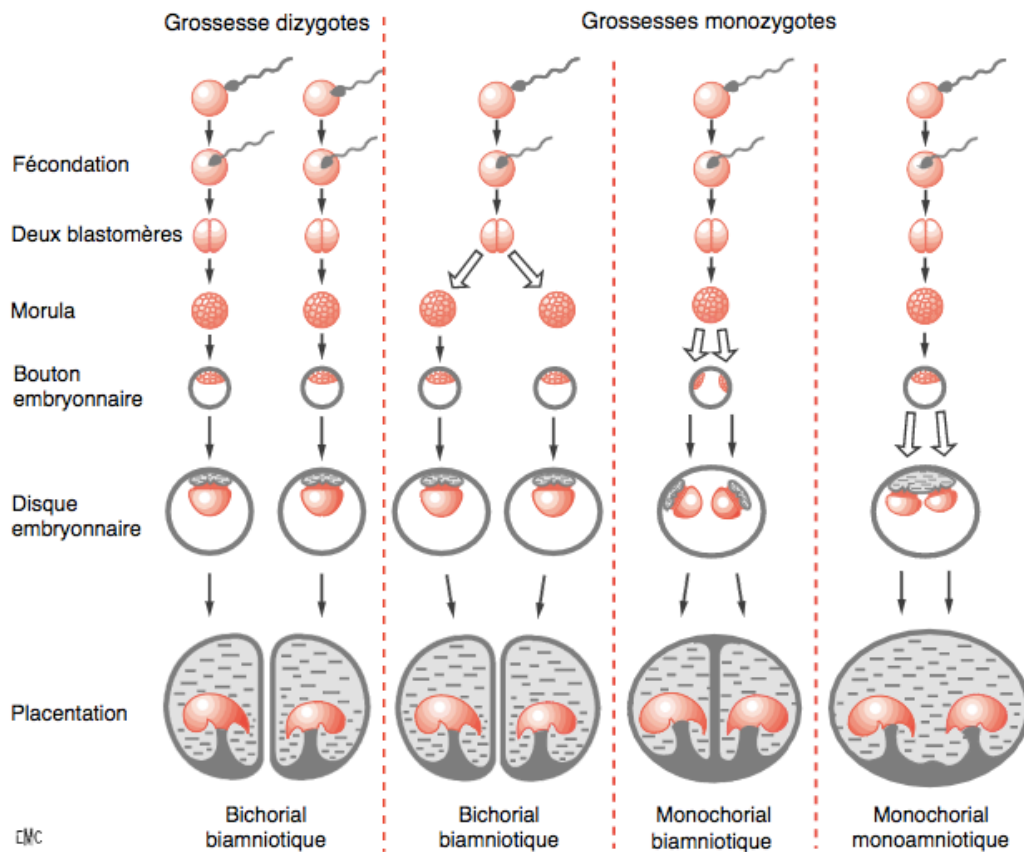 Grossesse dizygotes
Grossesses monozygotes
Fécondation
Deux blastomères
Morula
Bouton
embryonnaire
Disque
embryonnaire
Placentation
Bichorial
biamniotique
Bichorial
biamniotique
Monochorial
biamniotique
Monochorial
monoamniotique
EMC